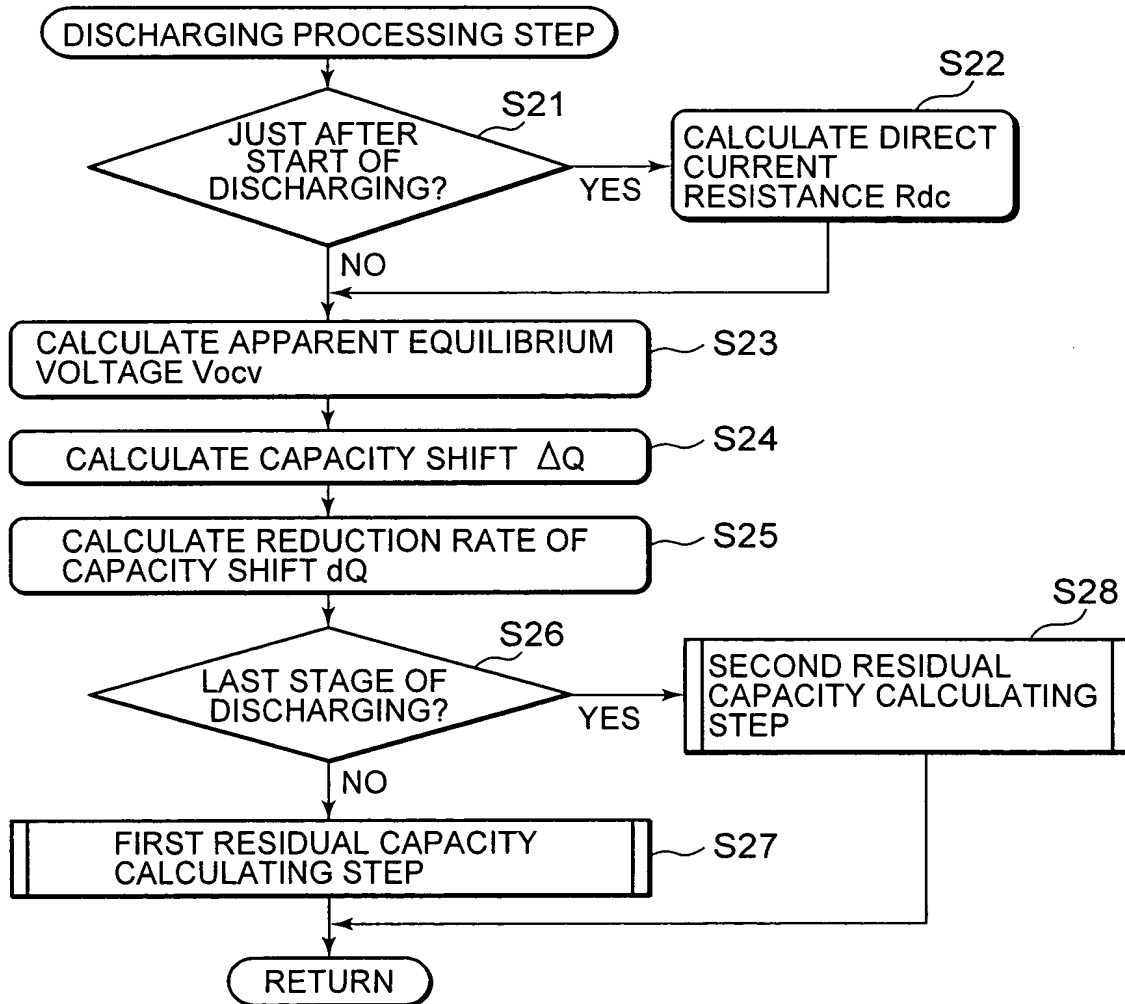 DISCHARGING PROCESSING STEP
S21
JUST AFTER
START OF
DISCHARGING?
YES
NO
S22
CALCULATE DIRECT
CURRENT
RESISTANCE Rdc
CALCULATE APPARENT EQUILIBRIUM
VOLTAGE Vocv
S23
CALCULATE CAPACITY SHIFT ΔQ
S24
CALCULATE REDUCTION RATE OF
CAPACITY SHIFT dQ
S25
S26
LAST STAGE OF
DISCHARGING?
YES
NO
S28
SECOND RESIDUAL
CAPACITY CALCULATING
STEP
FIRST RESIDUAL CAPACITY
CALCULATING STEP
S27
RETURN